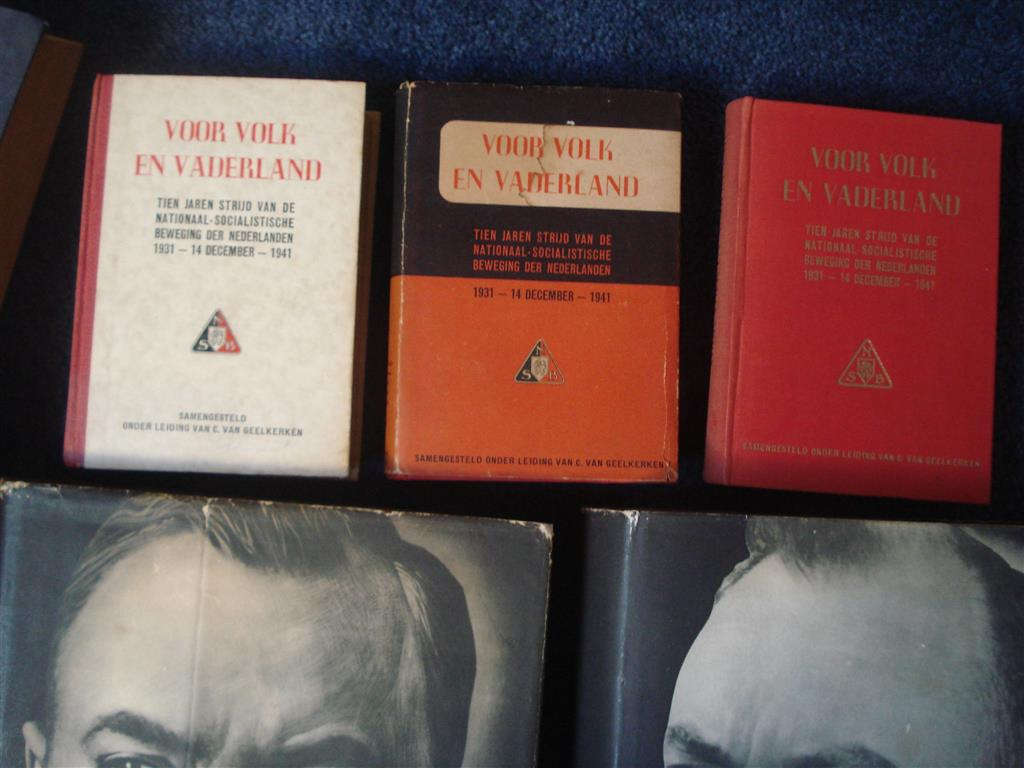 VOOR VOLK
EN VADERLAND
TIEN JAREN STRIJD VAN DE
NATIONAAL-SOCIALISTISCHE
BEWEGING DER NEDERLANDEN
1931 — 14 DECEMBER — 1941
N
S B
SAMENGESTELD
ONDER LEIDING VAN C. VAN GEELKERKEN
VOOR VOLK
EN VADERLAND
TIEN JAREN STRIJD VAN DE
NATIONAAL-SOCIALISTISCHE
BEWEGING DER NEDERLANDEN
1931 — 14 DECEMBER — 1941
N
S B
SAMENGESTELD ONDER LEIDING VAN C. VAN GEELKERKEN
VOOR VOLK
EN VADERLAND
TIEN JAREN STRIJD VAN DE
NATIONAAL-SOCIALISTISCHE
BEWEGING DER NEDERLANDEN
1931 — 14 DECEMBER — 1941
N
S B
SAMENGESTELD ONDER LEIDING VAN C. VAN GEELKERKEN